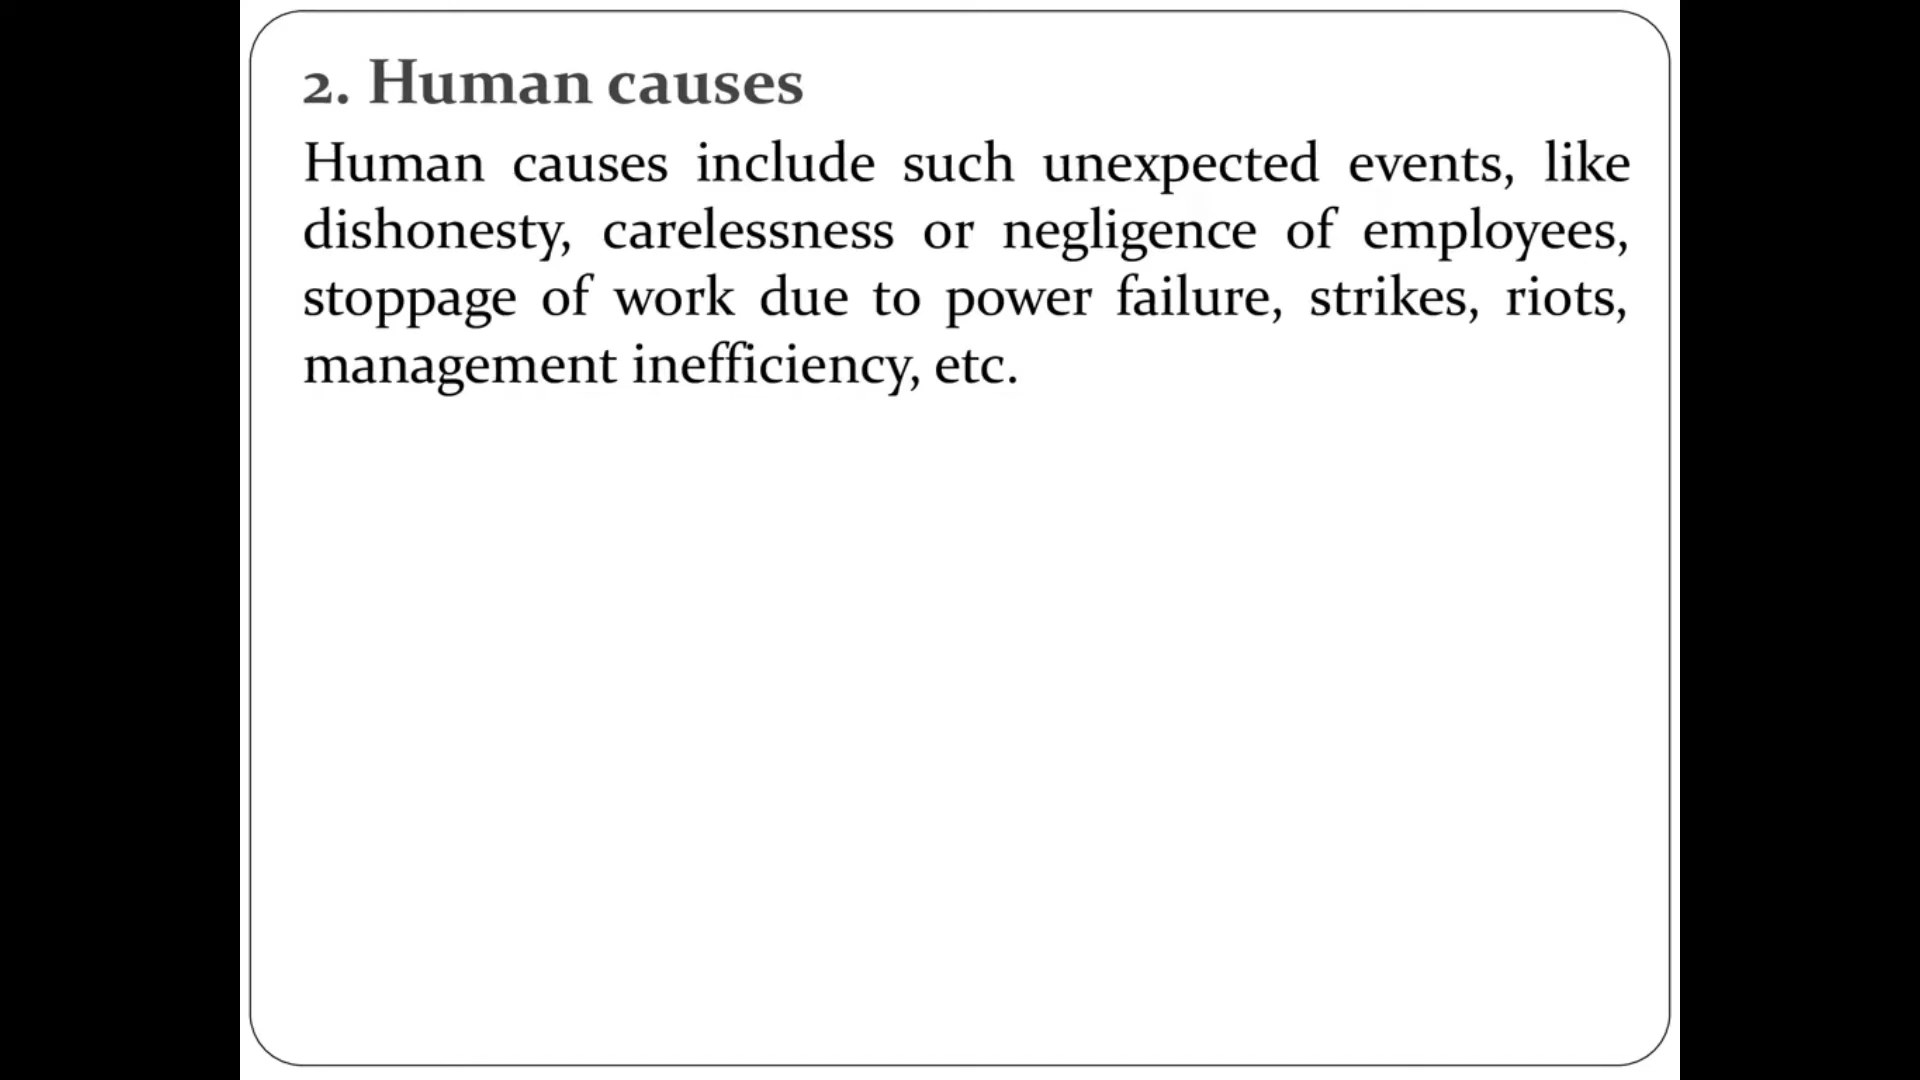 2. Human causes
Human causes include such unexpected events, like
dishonesty, carelessness or negligence of employees,
stoppage of work due to power failure, strikes, riots,
management inefficiency, etc.